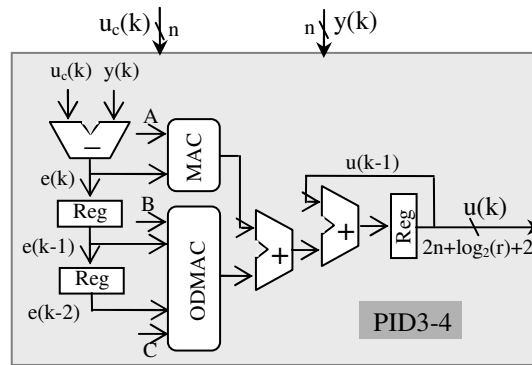 u_c(k) n
n y(k)
u_c(k) y(k)
A
−
MAC
e(k)
u(k-1)
Reg
B
e(k-1)
ODMAC
+
+
Reg
u(k)
2n+log_2(r)+2
Reg
e(k-2)
C
PID3-4